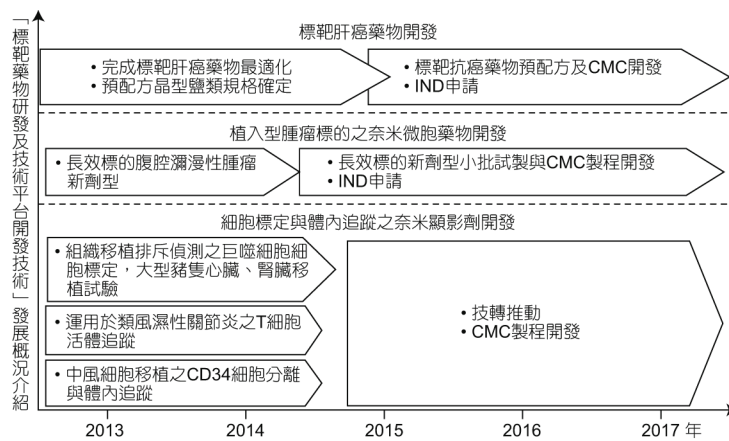 「標靶藥物研發及技術平台開發技術」發展概況介紹
標靶肝癌藥物開發
• 完成標靶肝癌藥物最適化
• 預配方晶型鹽類規格確定
• 標靶抗癌藥物預配方及CMC開發
• IND申請
植入型腫瘤標的之奈米微胞藥物開發
• 長效標的腹腔瀰漫性腫瘤
新劑型
• 長效標的新劑型小批試製與CMC製程開發
• IND申請
細胞標定與體內追蹤之奈米顯影劑開發
• 組織移植排斥偵測之巨噬細胞細
胞標定，大型豬隻心臟、腎臟移
植試驗
• 運用於類風濕性關節炎之T細胞
活體追蹤
• 中風細胞移植之CD34細胞分離
與體內追蹤
• 技轉推動
• CMC製程開發
2013 2014 2015 2016 2017 年